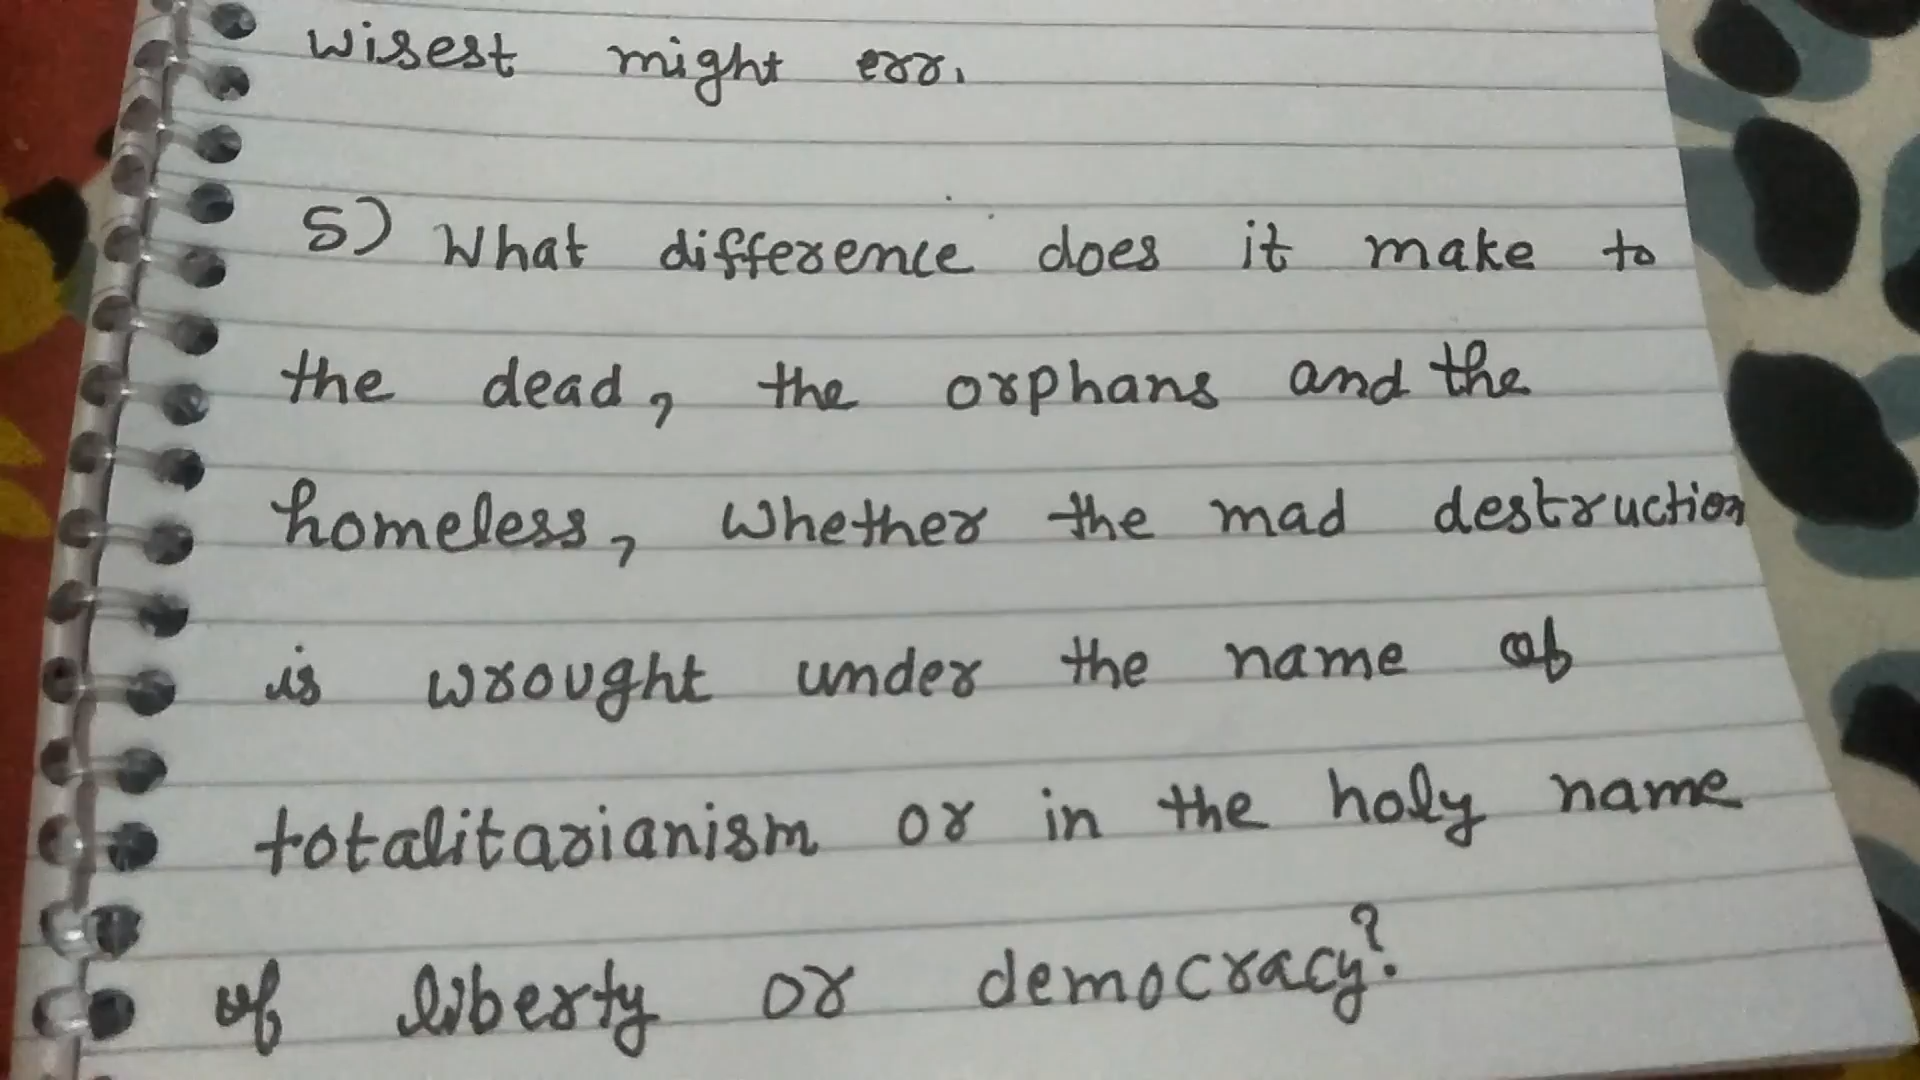 wisest might err.
5) What difference does it make to
the dead, the orphans and the
homeless, whether the mad destruction
is wrought under the name of
totalitarianism or in the holy name
of liberty or democracy?